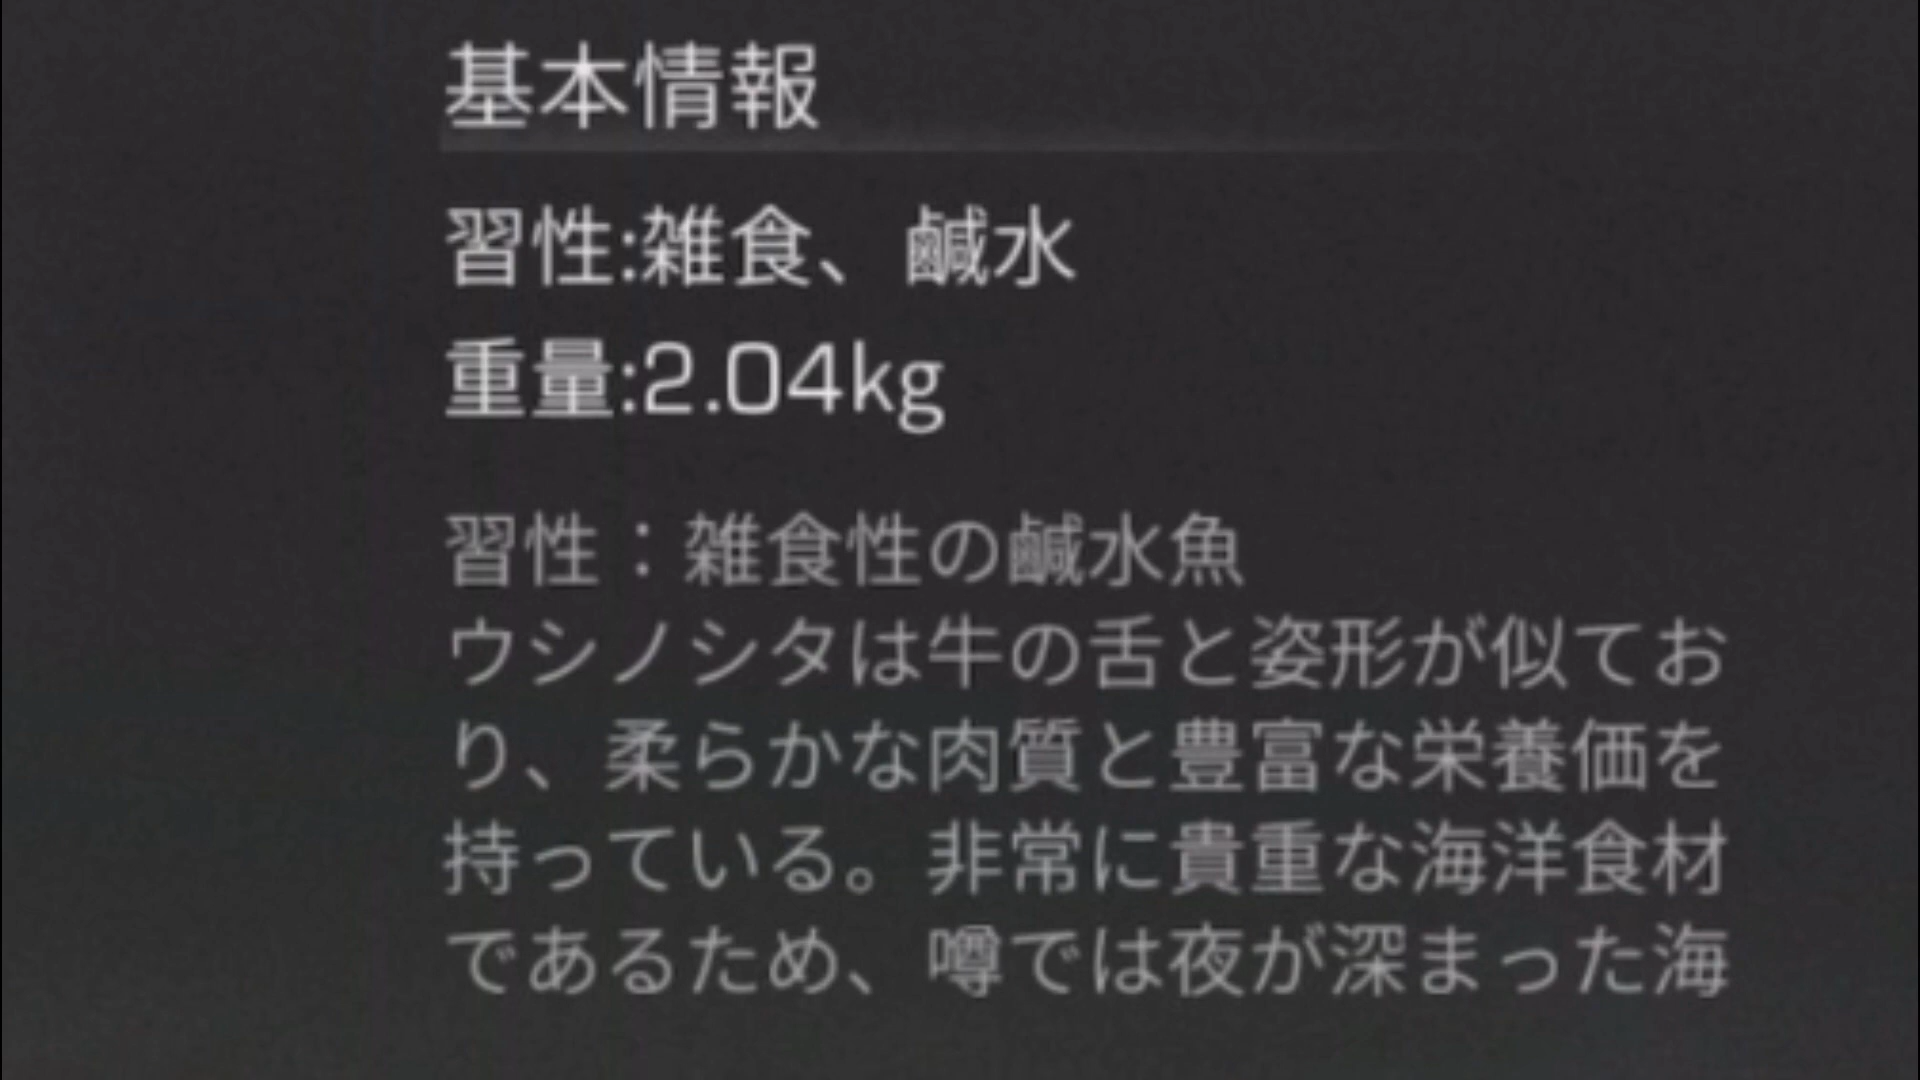 基本情報
習性:雑食、鹹水
重量:2.04kg
習性：雑食性の鹹水魚
ウシノシタは牛の舌と姿形が似てお
り、柔らかな肉質と豊富な栄養価を
持っている。非常に貴重な海洋食材
であるため、噂では夜が深まった海